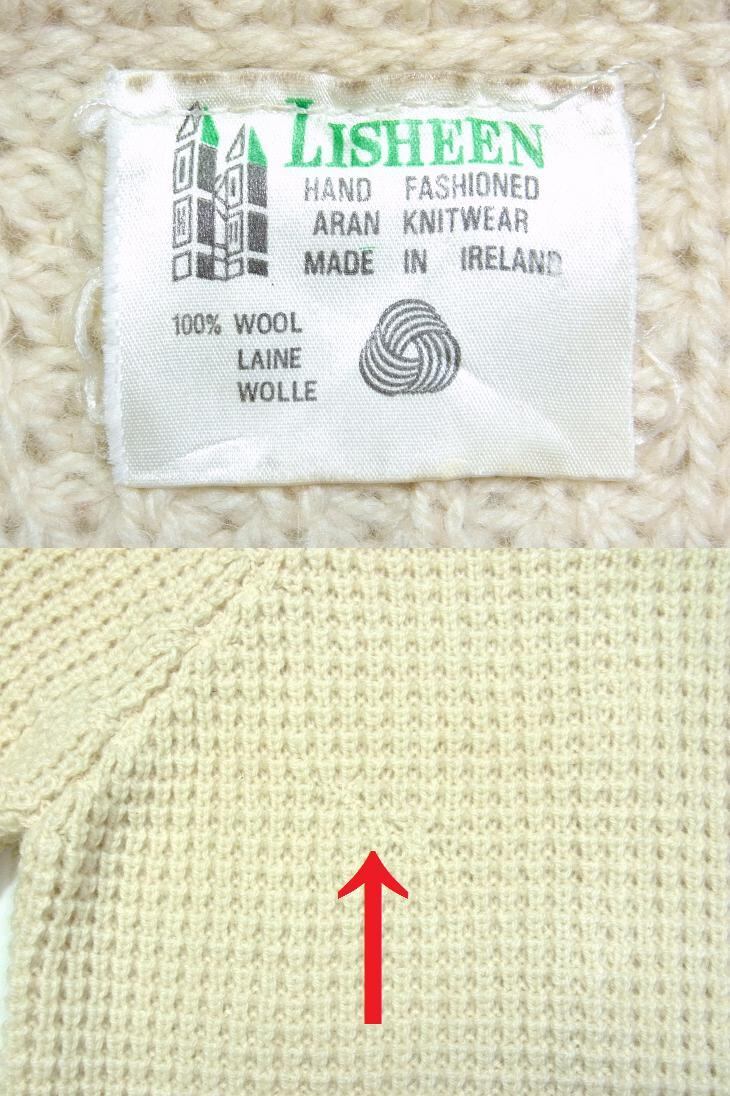 LISHEEN
HAND FASHIONED
ARAN KNITWEAR
MADE IN IRELAND
100% WOOL
LAINE
WOLLE